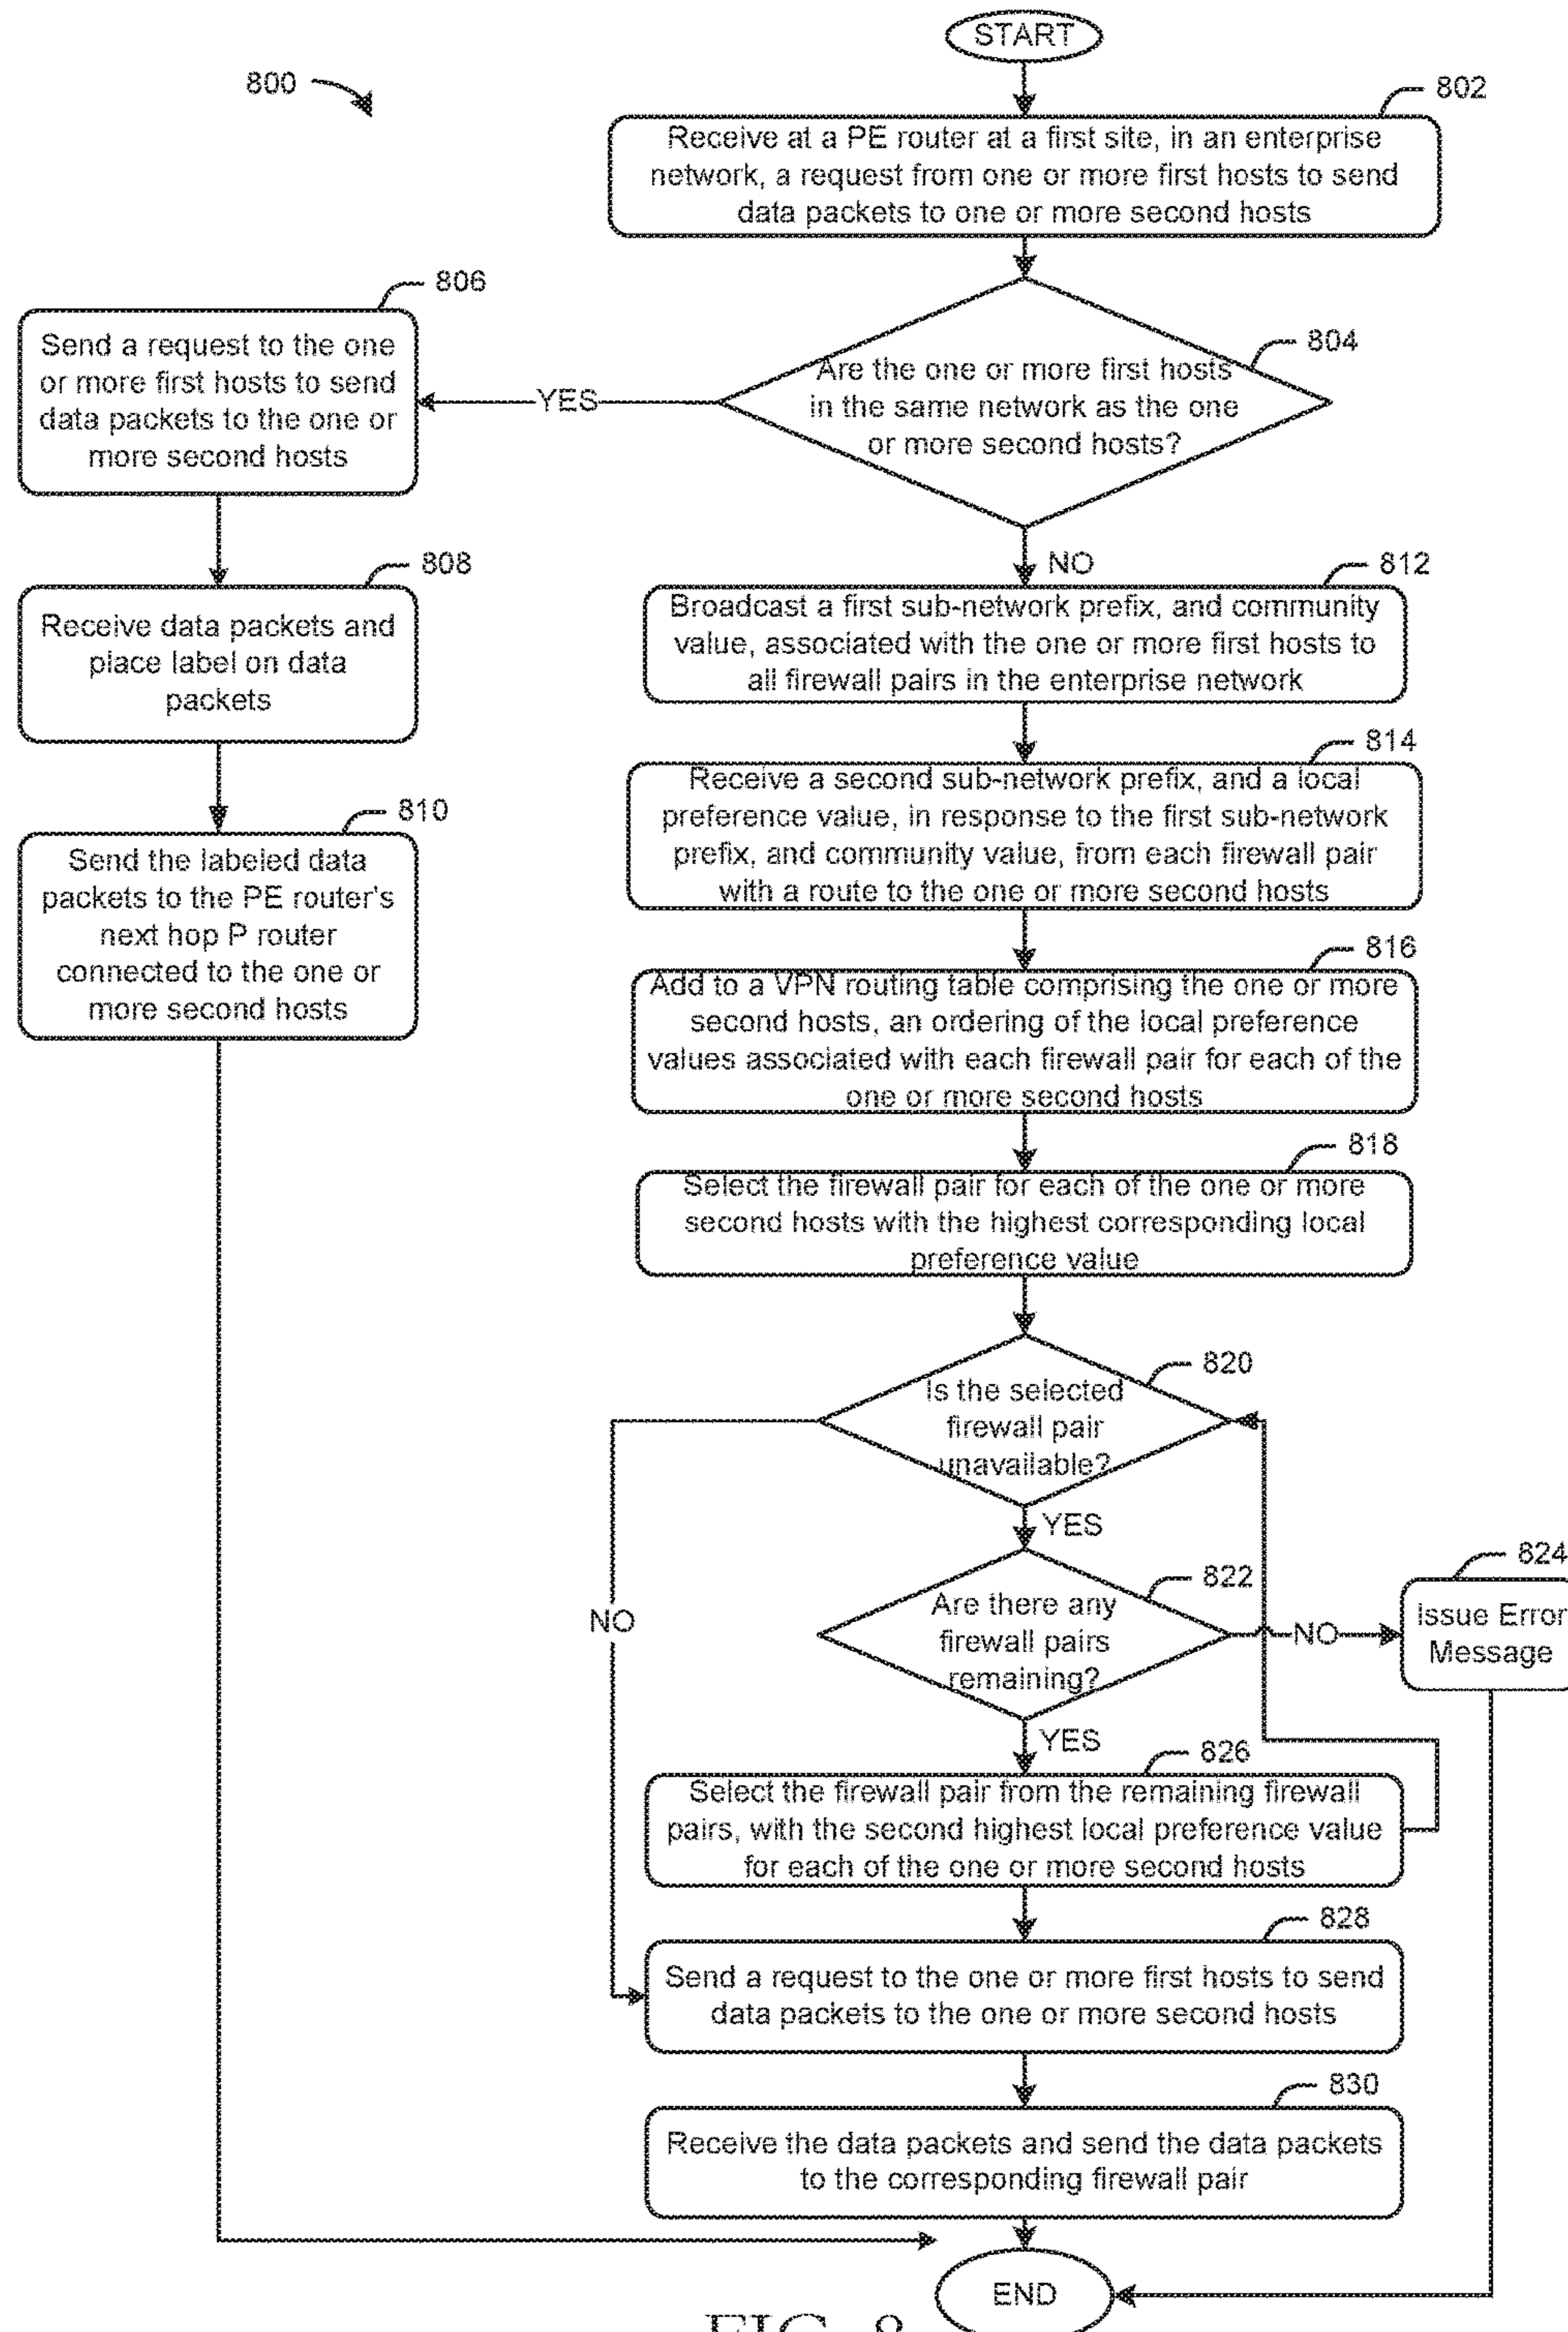 START
800
802
Receive at a PE router at a first site, in an enterprise
network, a request from one or more first hosts to send
data packets to one or more second hosts
804
Are the one or more first hosts
in the same network as the one
or more second hosts?
YES
806
Send a request to the one
or more first hosts to send
data packets to the one or
more second hosts
808
Receive data packets and
place label on data
packets
810
Send the labeled data
packets to the PE router's
next hop P router
connected to the one or
more second hosts
NO
812
Broadcast a first sub-network prefix, and community
value, associated with the one or more first hosts to
all firewall pairs in the enterprise network
814
Receive a second sub-network prefix, and a local
preference value, in response to the first sub-network
prefix, and community value, from each firewall pair
with a route to the one or more second hosts
816
Add to a VPN routing table comprising the one or more
second hosts, an ordering of the local preference
values associated with each firewall pair for each of the
one or more second hosts
818
Select the firewall pair for each of the one or more
second hosts with the highest corresponding local
preference value
820
Is the selected
firewall pair
unavailable?
NO
YES
822
Are there any
firewall pairs
remaining?
NO
824
Issue Error
Message
YES
826
Select the firewall pair from the remaining firewall
pairs, with the second highest local preference value
for each of the one or more second hosts
828
Send a request to the one or more first hosts to send
data packets to the one or more second hosts
830
Receive the data packets and send the data packets
to the corresponding firewall pair
END
FIG. 8